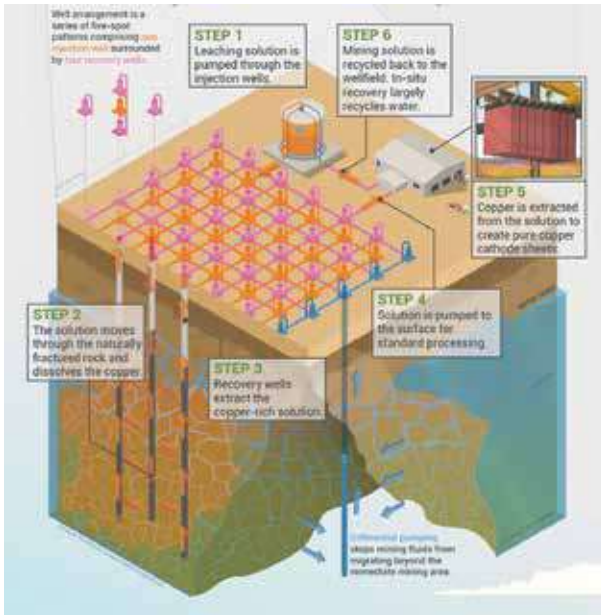 Well arrangement is a
series of five-spot
patterns comprising one
injection well surrounded
by four recovery wells.
STEP 1
Leaching solution is
pumped through the
injection wells.
STEP 6
Mining solution is
recycled back to the
wellfield. In-situ
recovery largely
recycles water.
STEP 5
Copper is extracted
from the solution to
create pure copper
cathode sheets
STEP 2
The solution moves
through the naturally
fractured rock and
dissolves the copper.
STEP 3
Recovery wells
extract the
copper-rich solution.
STEP 4
Solution is pumped to
the surface for
standard processing.
Differential pumping
stops mining fluids from
migrating beyond the
immediate mining area.